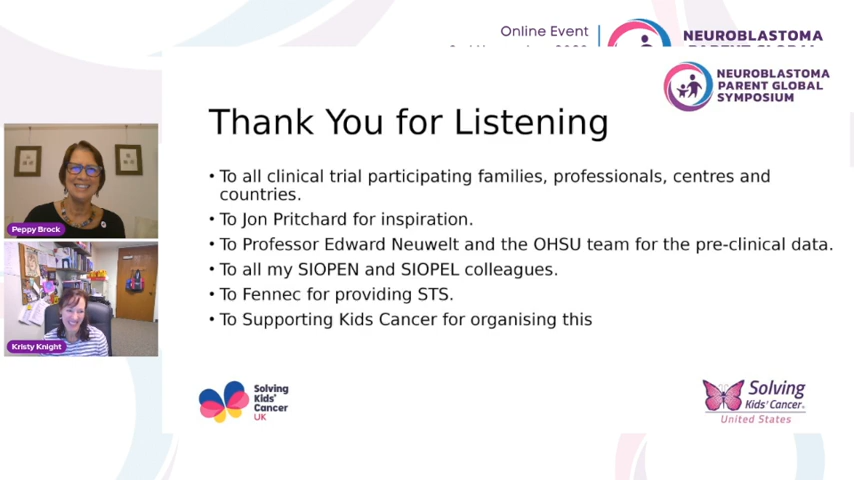 Online Event
NEUROBLASTOMA
NEUROBLASTOMA
PARENT GLOBAL
SYMPOSIUM
Thank You for Listening
• To all clinical trial participating families, professionals, centres and
countries.
• To Jon Pritchard for inspiration.
• To Professor Edward Neuwelt and the OHSU team for the pre-clinical data.
• To all my SIOPEN and SIOPEL colleagues.
• To Fennec for providing STS.
• To Supporting Kids Cancer for organising this
Peppy Brock
Kristy Knight
Solving
Kids'
Cancer
UK
Solving
Kids' Cancer
United States